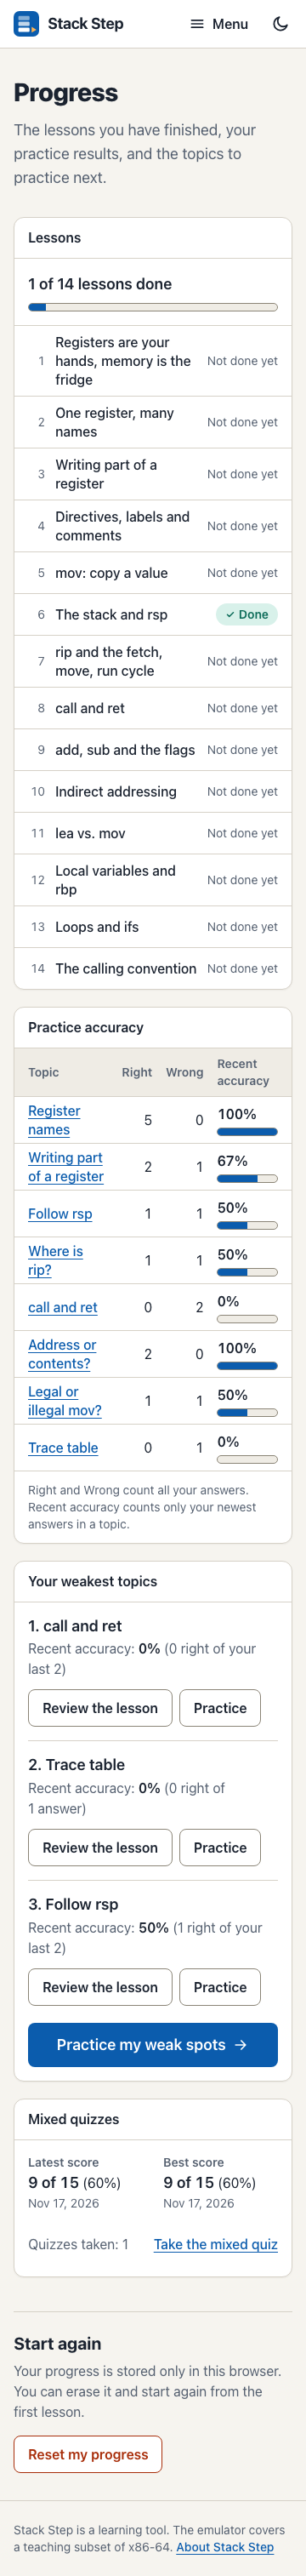 Stack Step
Menu
Progress
The lessons you have finished, your
practice results, and the topics to
practice next.
Lessons
1 of 14 lessons done
1 Registers are your
hands, memory is the
fridge
Not done yet
2 One register, many
names
Not done yet
3 Writing part of a
register
Not done yet
4 Directives, labels and
comments
Not done yet
5 mov: copy a value Not done yet
6 The stack and rsp ✓ Done
7 rip and the fetch,
move, run cycle
Not done yet
8 call and ret Not done yet
9 add, sub and the flags Not done yet
10 Indirect addressing Not done yet
11 lea vs. mov Not done yet
12 Local variables and
rbp
Not done yet
13 Loops and ifs Not done yet
14 The calling convention Not done yet
Practice accuracy
Topic Right Wrong Recent
accuracy
Register
names
5 0 100%
Writing part
of a register
2 1 67%
Follow rsp 1 1 50%
Where is
rip?
1 1 50%
call and ret 0 2 0%
Address or
contents?
2 0 100%
Legal or
illegal mov?
1 1 50%
Trace table 0 1 0%
Right and Wrong count all your answers.
Recent accuracy counts only your newest
answers in a topic.
Your weakest topics
1. call and ret
Recent accuracy: 0% (0 right of your
last 2)
Review the lesson Practice
2. Trace table
Recent accuracy: 0% (0 right of
1 answer)
Review the lesson Practice
3. Follow rsp
Recent accuracy: 50% (1 right of your
last 2)
Review the lesson Practice
Practice my weak spots →
Mixed quizzes
Latest score Best score
9 of 15 (60%) 9 of 15 (60%)
Nov 17, 2026 Nov 17, 2026
Quizzes taken: 1 Take the mixed quiz
Start again
Your progress is stored only in this browser.
You can erase it and start again from the
first lesson.
Reset my progress
Stack Step is a learning tool. The emulator covers
a teaching subset of x86-64. About Stack Step